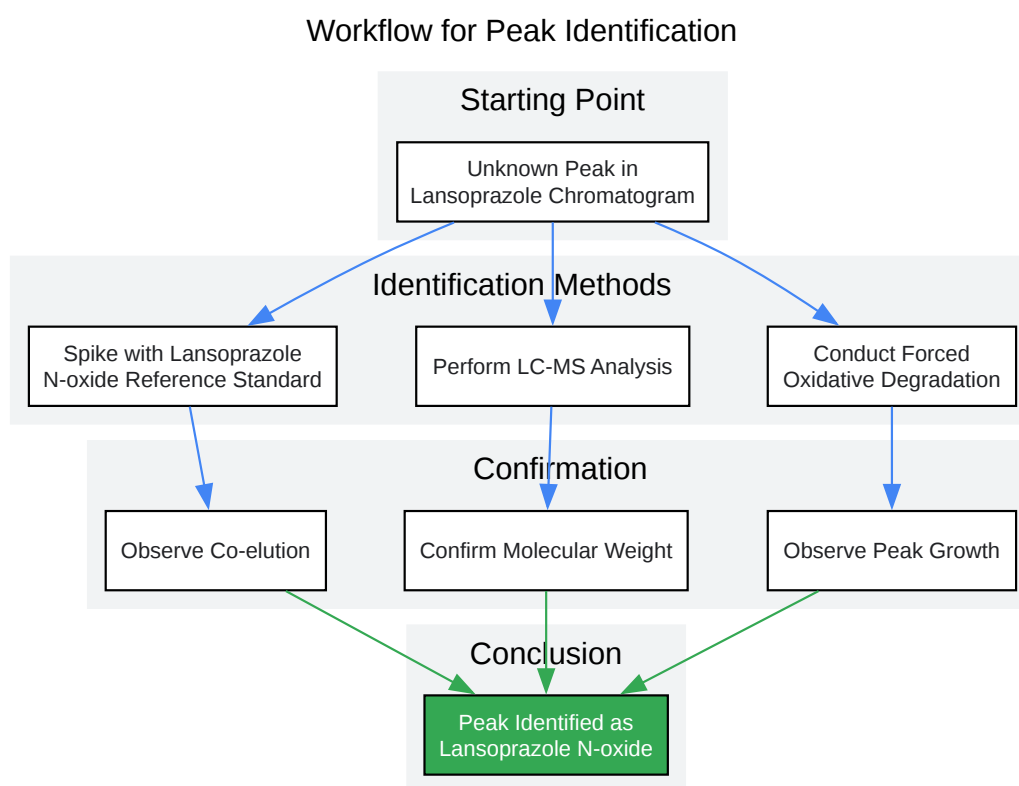 Workflow for Peak Identification
Starting Point
Unknown Peak in
Lansoprazole Chromatogram
Identification Methods
Spike with Lansoprazole
N-oxide Reference Standard
Perform LC-MS Analysis
Conduct Forced
Oxidative Degradation
Confirmation
Observe Co-elution
Confirm Molecular Weight
Observe Peak Growth
Conclusion
Peak Identified as
Lansoprazole N-oxide